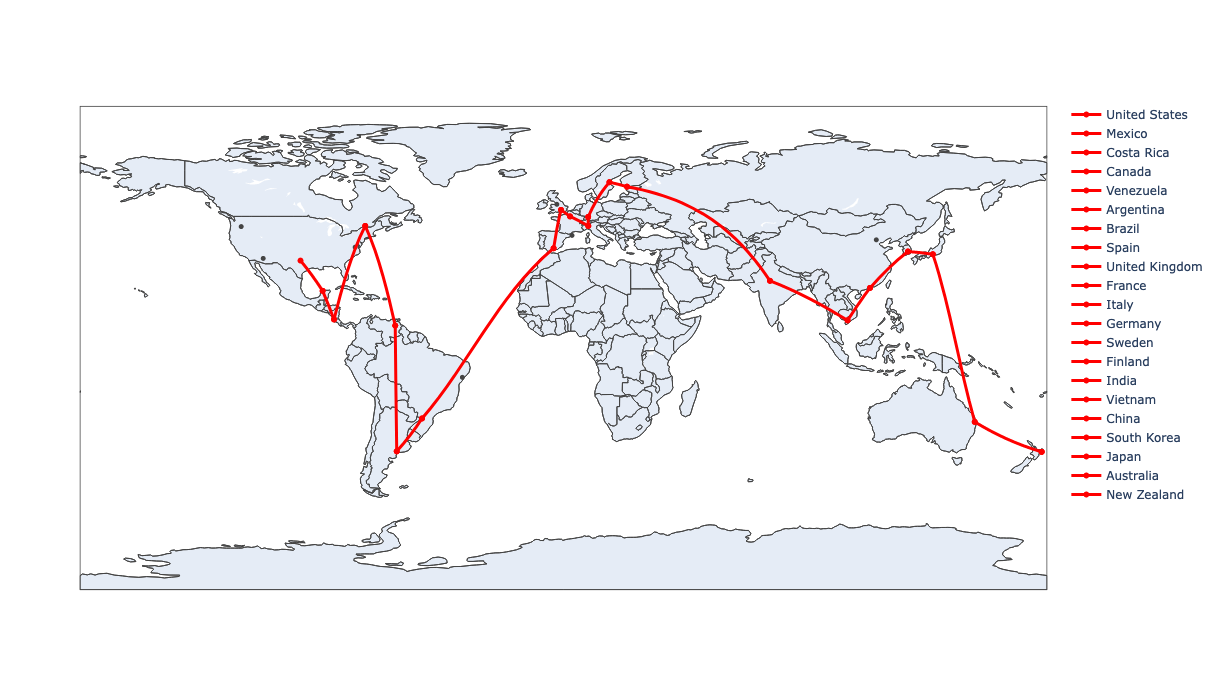 United States
Mexico
Costa Rica
Canada
Venezuela
Argentina
Brazil
Spain
United Kingdom
France
Italy
Germany
Sweden
Finland
India
Vietnam
China
South Korea
Japan
Australia
New Zealand